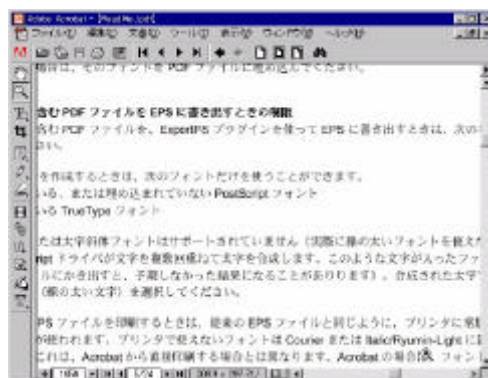 Adobe Acrobat - [ReadMe.pdf]
ファイル(F) 編集(E) 文書(D) ツール(T) 表示(V) ウィンドウ(W) ヘルプ(H)
場合は、そのフォントを PDF ファイルに埋め込んでください。
含む PDF ファイルを EPS に書き出すときの制限
含む PDF ファイルを、ExportPS プラグインを使って EPS に書き出すときは、次の
さい。
を作成するときは、次のフォントだけを使うことができます。
いる、または埋め込まれていない PostScript フォント
いる TrueType フォント
たは太字斜体フォントはサポートされていません（実際に線の太いフォントを使えた
ript ドライバが文字を複数回重ねて太字を合成します。このような文字が入ったファ
ルにかき出すと、予期しなかった結果になることがあります）。合成された太字で
（線の太い文字）を選択してください。
PS ファイルを印刷するときは、従来の EPS ファイルと同じように、プリンタに常駐
が使われます。プリンタで使えないフォントは Courier または Italic/Ryumin-Light に
これは、Acrobat から直接印刷する場合とは異なります。Acrobat の場合は、フォン